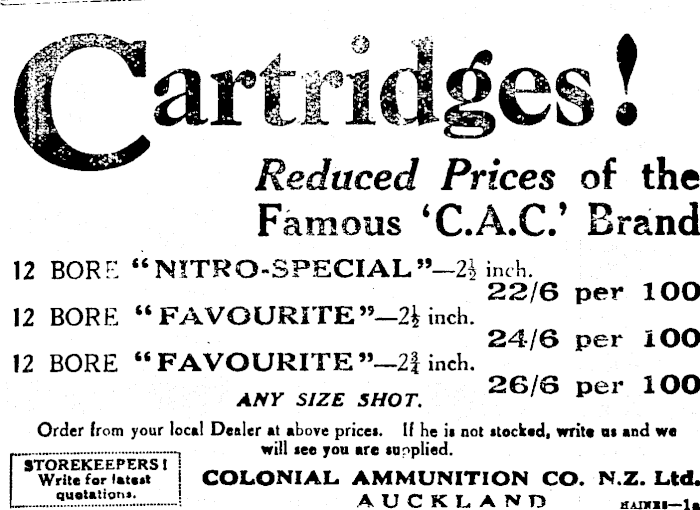 Cartridges!
Reduced Prices of the
Famous 'C.A.C.' Brand
12 BORE "NITRO-SPECIAL"—2½ inch.
22/6 per 100
12 BORE "FAVOURITE"—2½ inch.
24/6 per 100
12 BORE "FAVOURITE"—2¾ inch.
26/6 per 100
ANY SIZE SHOT.
Order from your local Dealer at above prices. If he is not stocked, write us and we
will see you are supplied.
STOREKEEPERS!
Write for latest
quotations.
COLONIAL AMMUNITION CO. N.Z. Ltd.
AUCKLAND
HAINES—1a